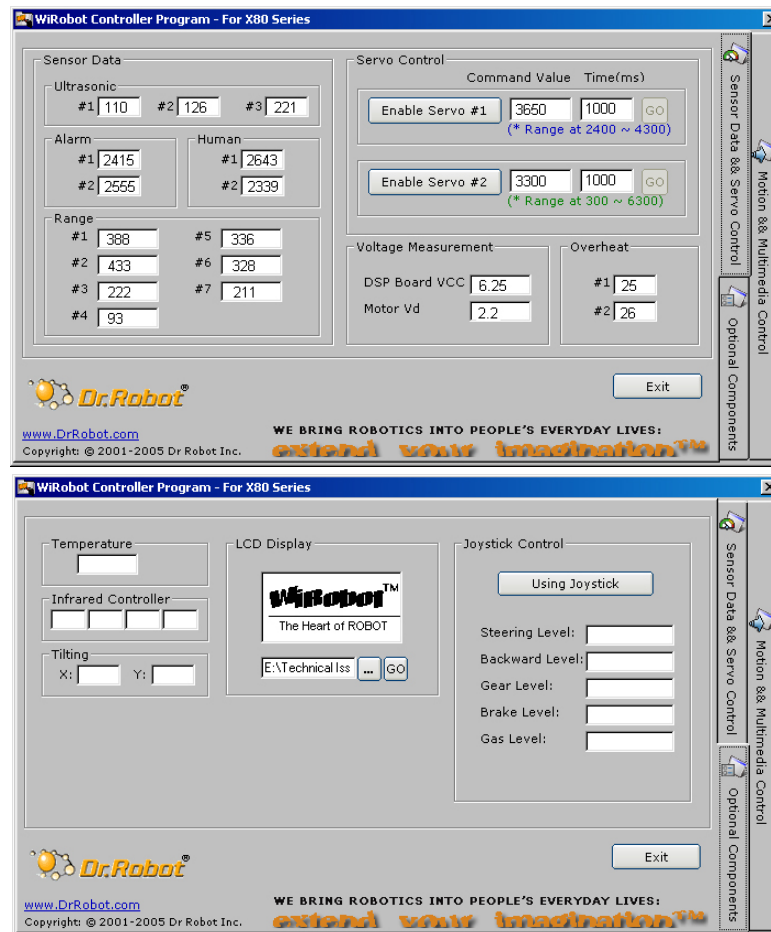 WiRobot Controller Program - For X80 Series
Sensor Data
Ultrasonic
#1 110 #2 126 #3 221
Alarm
#1 2415
#2 2555
Human
#1 2643
#2 2339
Range
#1 388 #5 336
#2 433 #6 328
#3 222 #7 211
#4 93
Servo Control
Command Value Time(ms)
Enable Servo #1 3650 1000 GO
(* Range at 2400 ~ 4300)
Enable Servo #2 3300 1000 GO
(* Range at 300 ~ 6300)
Voltage Measurement
DSP Board VCC 6.25
Motor Vd 2.2
Overheat
#1 25
#2 26
Sensor Data && Servo Control
Optional Components
Motion && Multimedia Control
Dr.Robot®
Exit
www.DrRobot.com
Copyright: © 2001-2005 Dr Robot Inc.
WE BRING ROBOTICS INTO PEOPLE'S EVERYDAY LIVES:
extend your imagination™
WiRobot Controller Program - For X80 Series
Temperature
Infrared Controller
Tilting
X: Y:
LCD Display
WiRobot™
The Heart of ROBOT
E:\Technical Iss ... GO
Joystick Control
Using Joystick
Steering Level:
Backward Level:
Gear Level:
Brake Level:
Gas Level:
Sensor Data && Servo Control
Optional Components
Motion && Multimedia Control
Dr.Robot®
Exit
www.DrRobot.com
Copyright: © 2001-2005 Dr Robot Inc.
WE BRING ROBOTICS INTO PEOPLE'S EVERYDAY LIVES:
extend your imagination™